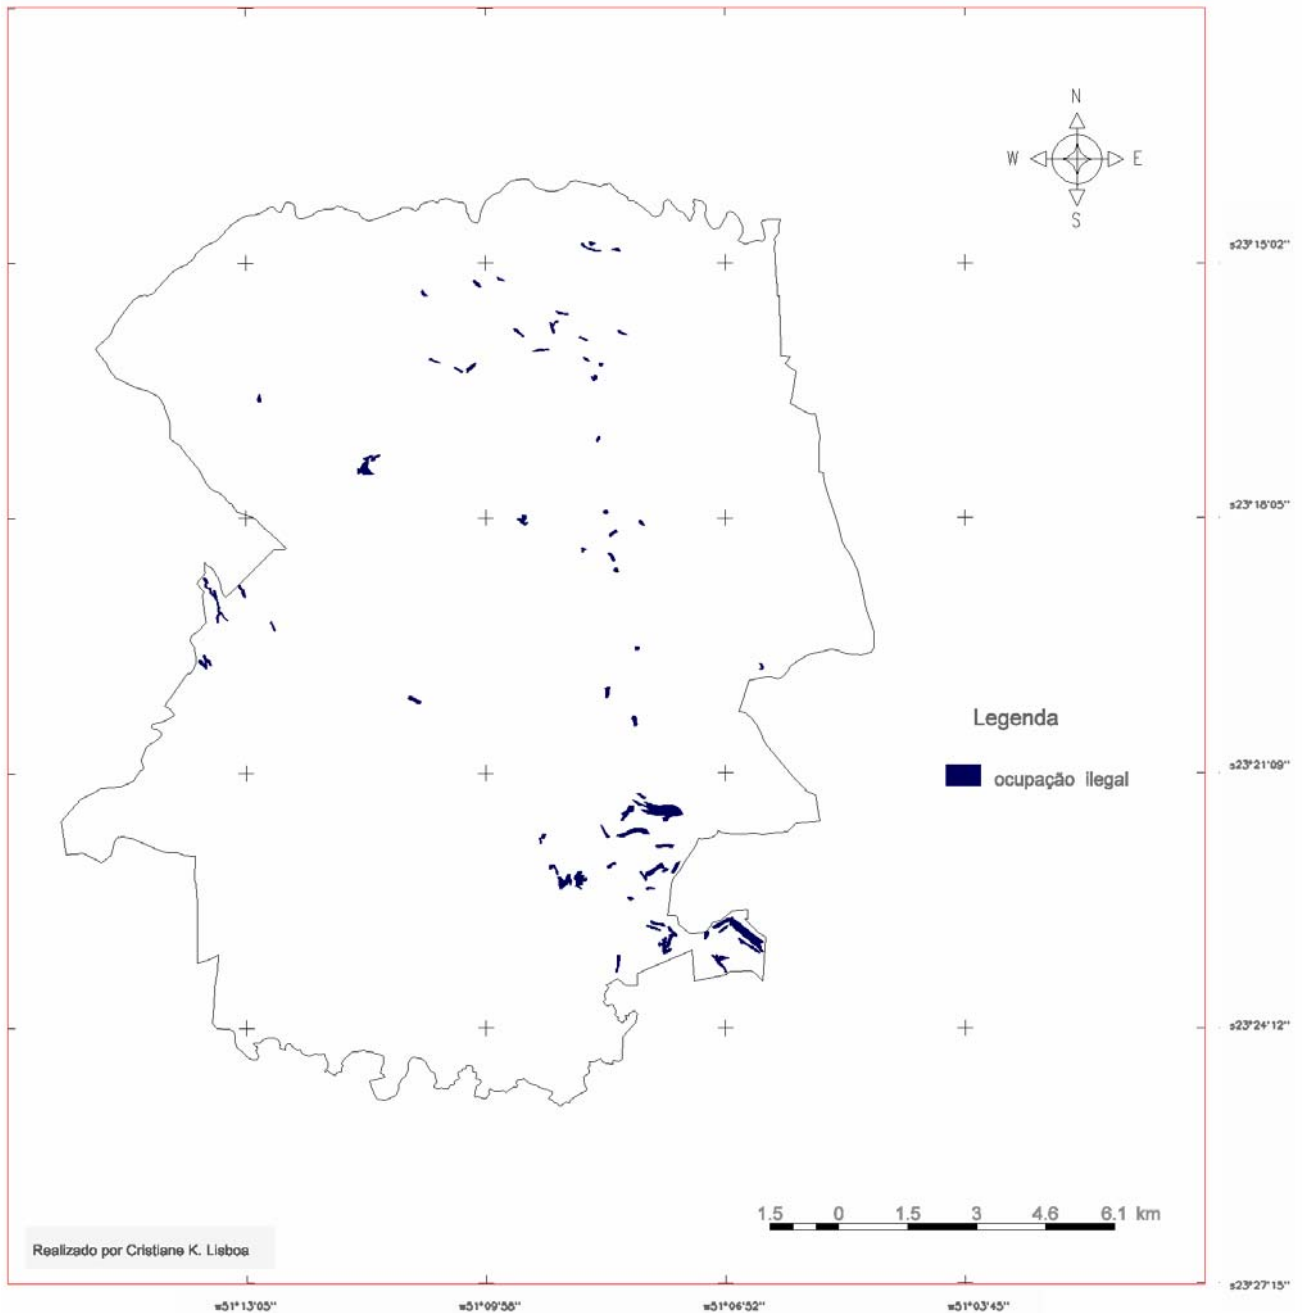 N
W E
S
s23°15'02''
s23°18'05''
Legenda
s23°21'09''
ocupação ilegal
s23°24'12''
1.5 0 1.5 3 4.6 6.1 km
Realizado por Cristiane K. Lisboa
s23°27'15''
w51°13'05'' w51°09'58'' w51°06'52'' w51°03'45''